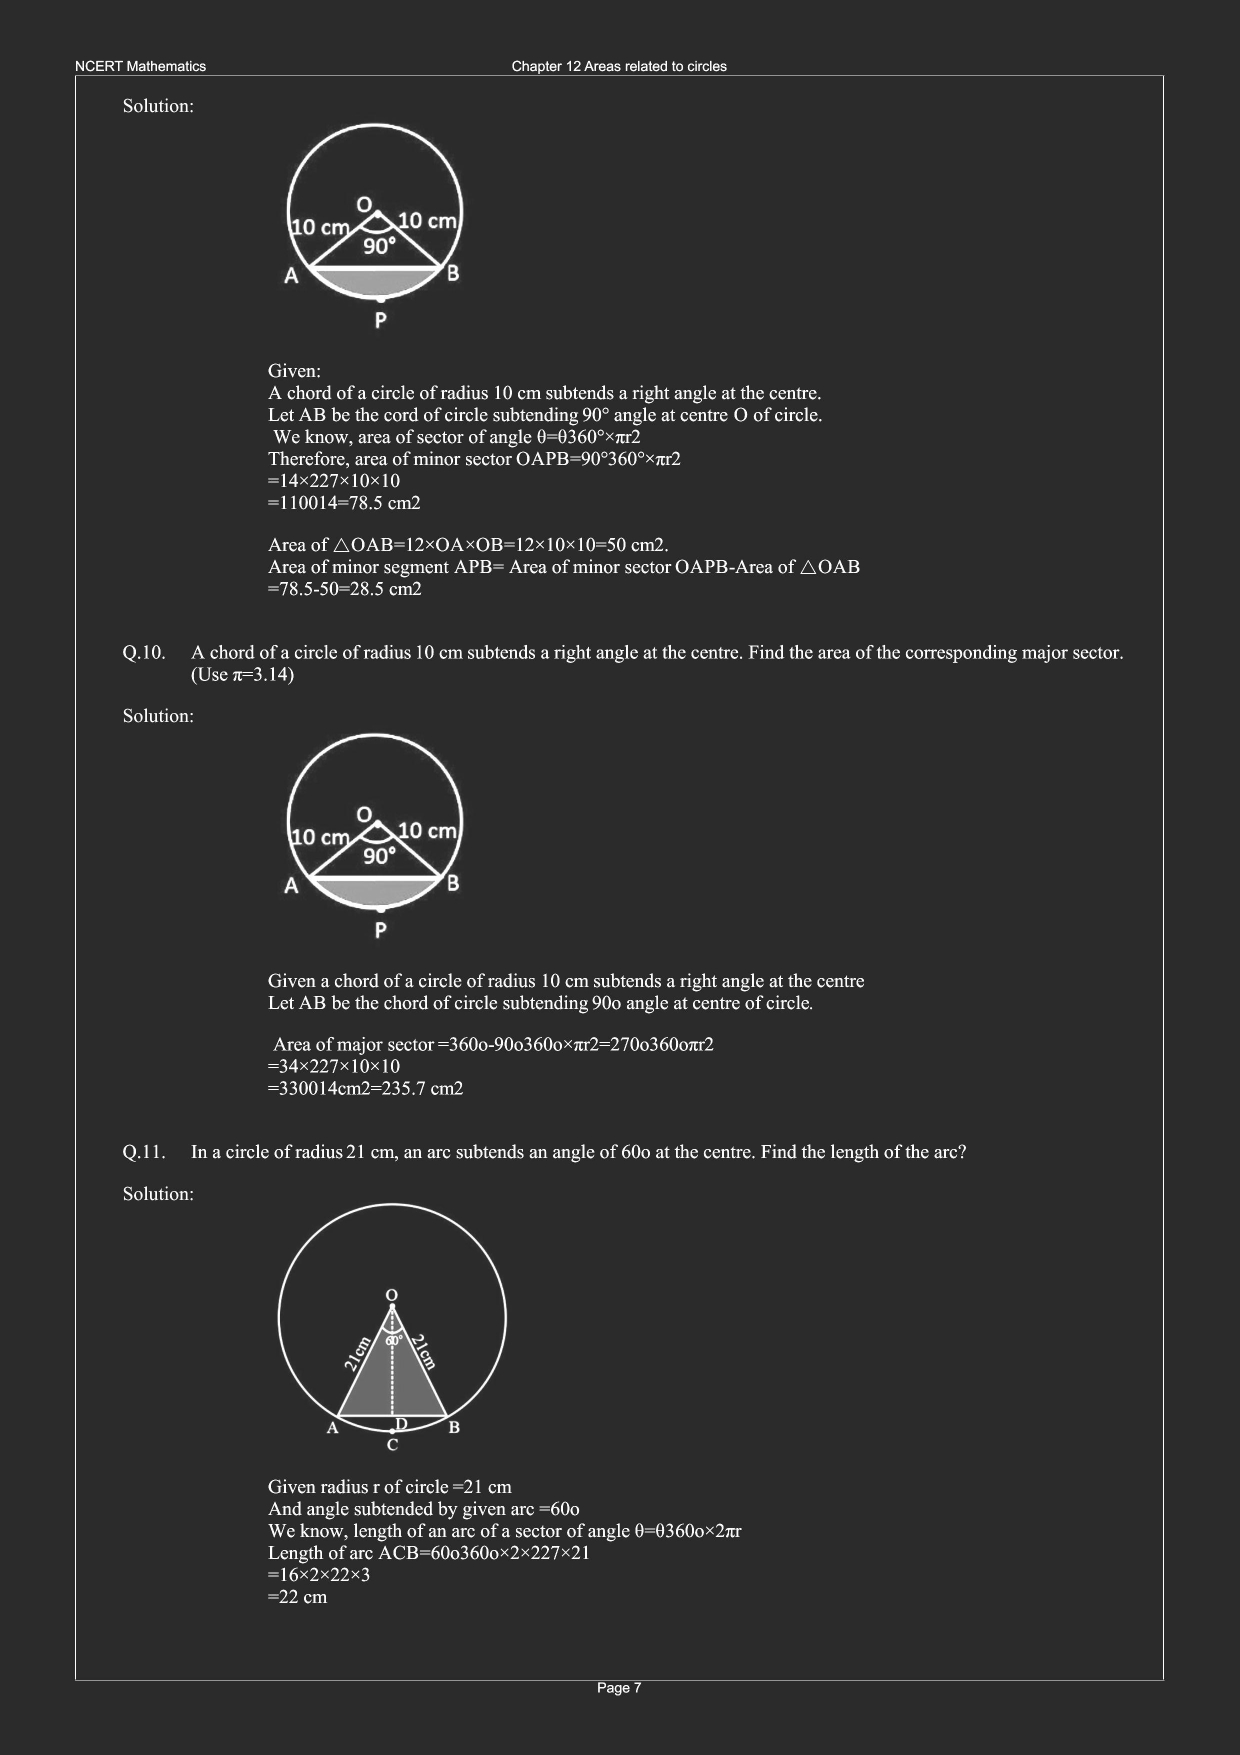 NCERT Mathematics
Chapter 12 Areas related to circles
Solution:
O
10 cm
10 cm
90°
A
B
P
Given:
A chord of a circle of radius 10 cm subtends a right angle at the centre.
Let AB be the cord of circle subtending 90° angle at centre O of circle.
We know, area of sector of angle θ=θ360°×πr2
Therefore, area of minor sector OAPB=90°360°×πr2
=14×227×10×10
=110014=78.5 cm2
Area of △OAB=12×OA×OB=12×10×10=50 cm2.
Area of minor segment APB= Area of minor sector OAPB-Area of △OAB
=78.5-50=28.5 cm2
Q.10. A chord of a circle of radius 10 cm subtends a right angle at the centre. Find the area of the corresponding major sector.
(Use π=3.14)
Solution:
O
10 cm
10 cm
90°
A
B
P
Given a chord of a circle of radius 10 cm subtends a right angle at the centre
Let AB be the chord of circle subtending 90o angle at centre of circle.
Area of major sector =360o-90o360o×πr2=270o360oπr2
=34×227×10×10
=330014cm2=235.7 cm2
Q.11. In a circle of radius 21 cm, an arc subtends an angle of 60o at the centre. Find the length of the arc?
Solution:
O
60°
21cm
21cm
A
D
B
C
Given radius r of circle =21 cm
And angle subtended by given arc =60o
We know, length of an arc of a sector of angle θ=θ360o×2πr
Length of arc ACB=60o360o×2×227×21
=16×2×22×3
=22 cm
Page 7